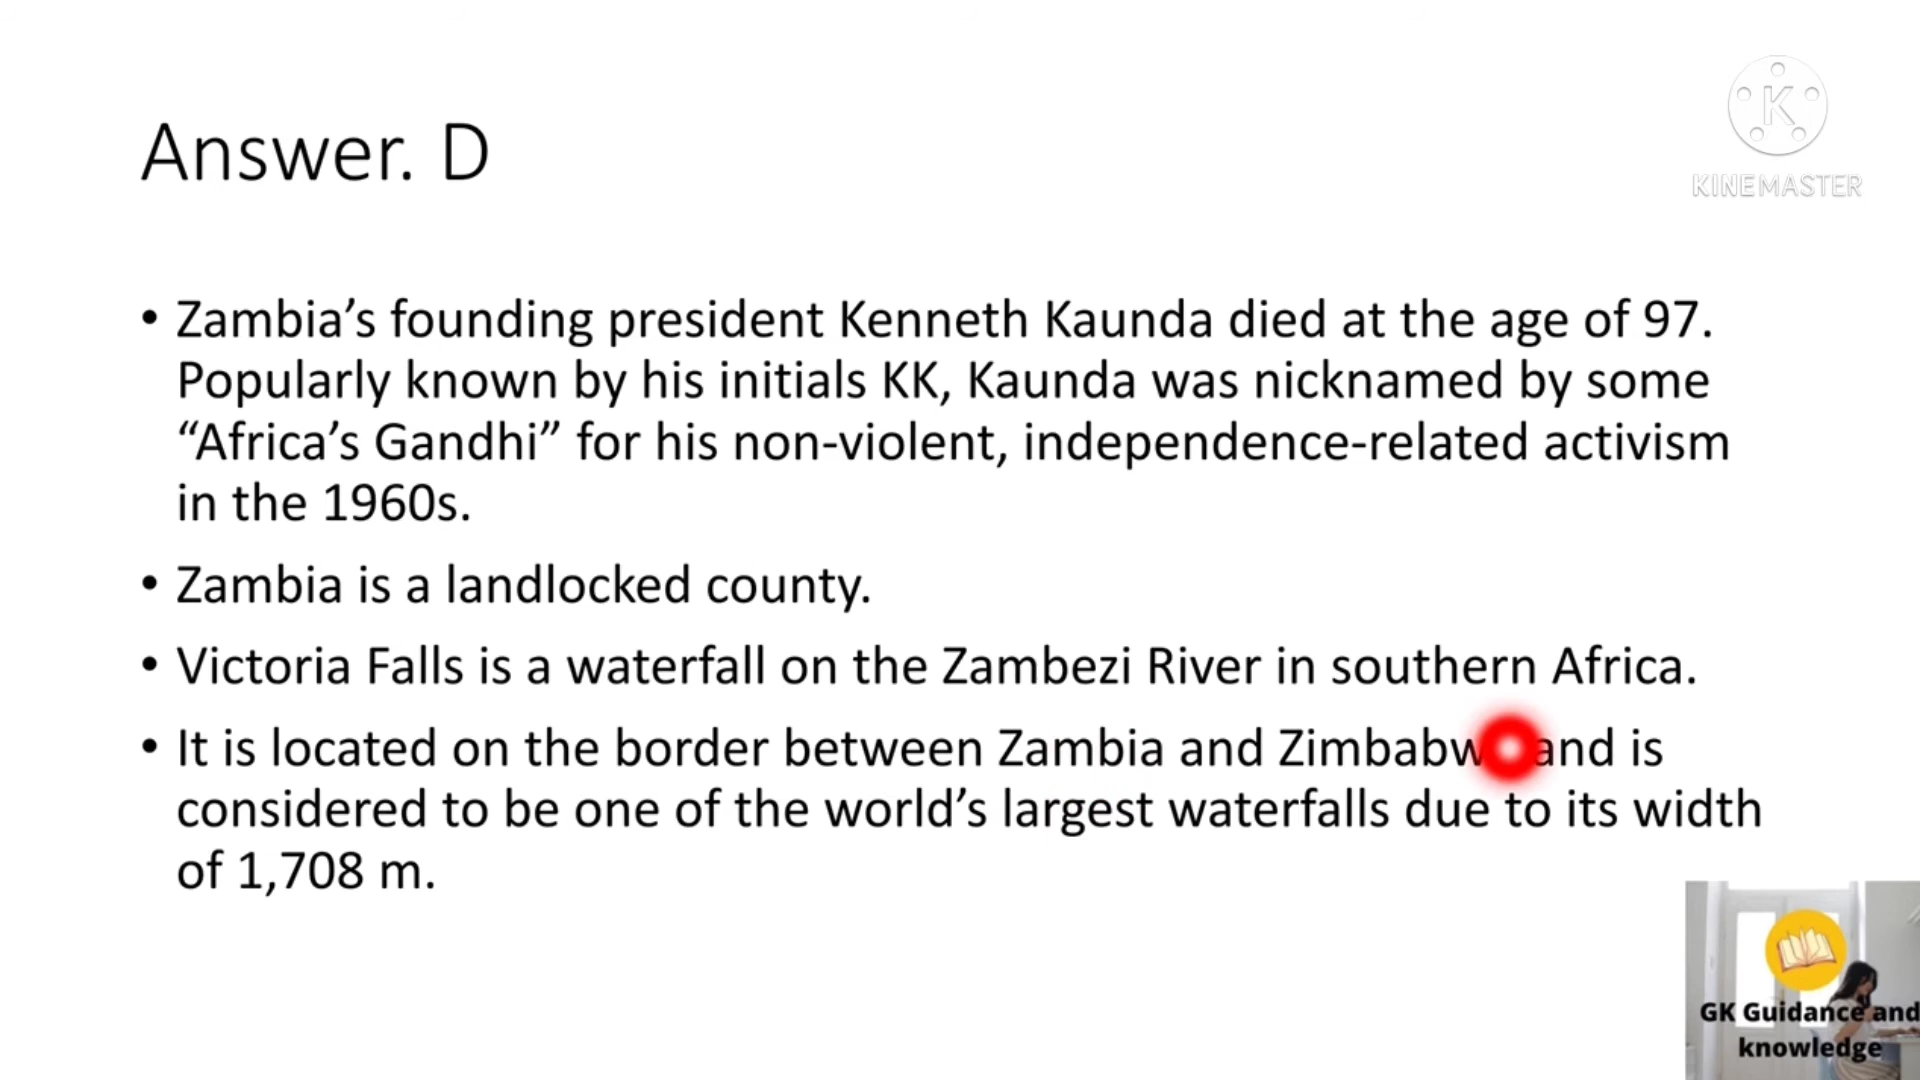 Answer. D
K
KINEMASTER
• Zambia’s founding president Kenneth Kaunda died at the age of 97.
Popularly known by his initials KK, Kaunda was nicknamed by some
“Africa’s Gandhi” for his non-violent, independence-related activism
in the 1960s.
• Zambia is a landlocked county.
• Victoria Falls is a waterfall on the Zambezi River in southern Africa.
• It is located on the border between Zambia and Zimbabw and is
considered to be one of the world’s largest waterfalls due to its width
of 1,708 m.
GK Guidance and
knowledge